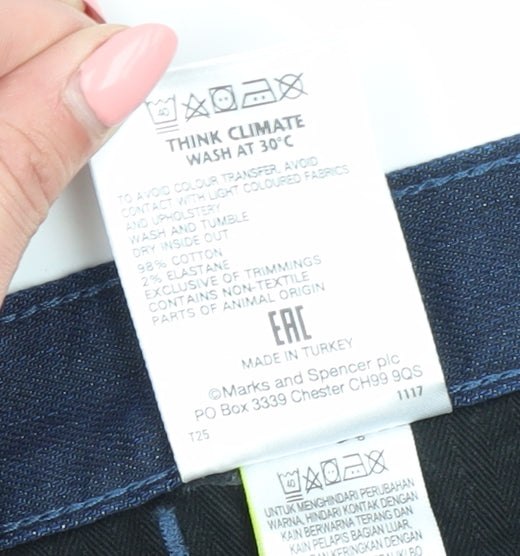 40
THINK CLIMATE
WASH AT 30°C
TO AVOID COLOUR TRANSFER, AVOID
CONTACT WITH LIGHT COLOURED FABRICS
AND UPHOLSTERY
WASH AND TUMBLE
DRY INSIDE OUT
98% COTTON
2% ELASTANE
EXCLUSIVE OF TRIMMINGS
CONTAINS NON-TEXTILE
PARTS OF ANIMAL ORIGIN
EAC
MADE IN TURKEY
©Marks and Spencer plc
PO Box 3339 Chester CH99 9QS
T25 1117
40
UNTUK MENGHINDARI PERUBAHAN
WARNA, HINDARI KONTAK DENGAN
KAIN BERWARNA TERANG DAN
KAIN PELAPIS BAGIAN LUAR,